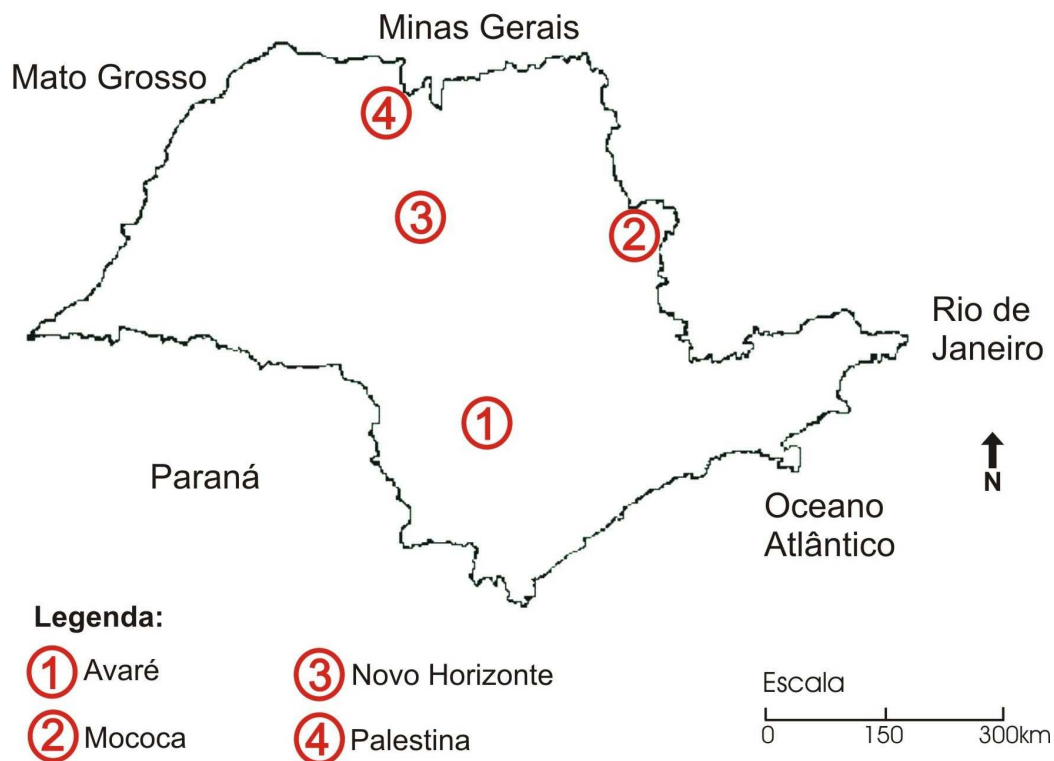 Minas Gerais
Mato Grosso
4
3
2
Rio de
Janeiro
1
N
Paraná
Oceano
Atlântico
Legenda:
1 Avaré
3 Novo Horizonte
2 Mococa
4 Palestina
Escala
0 150 300km